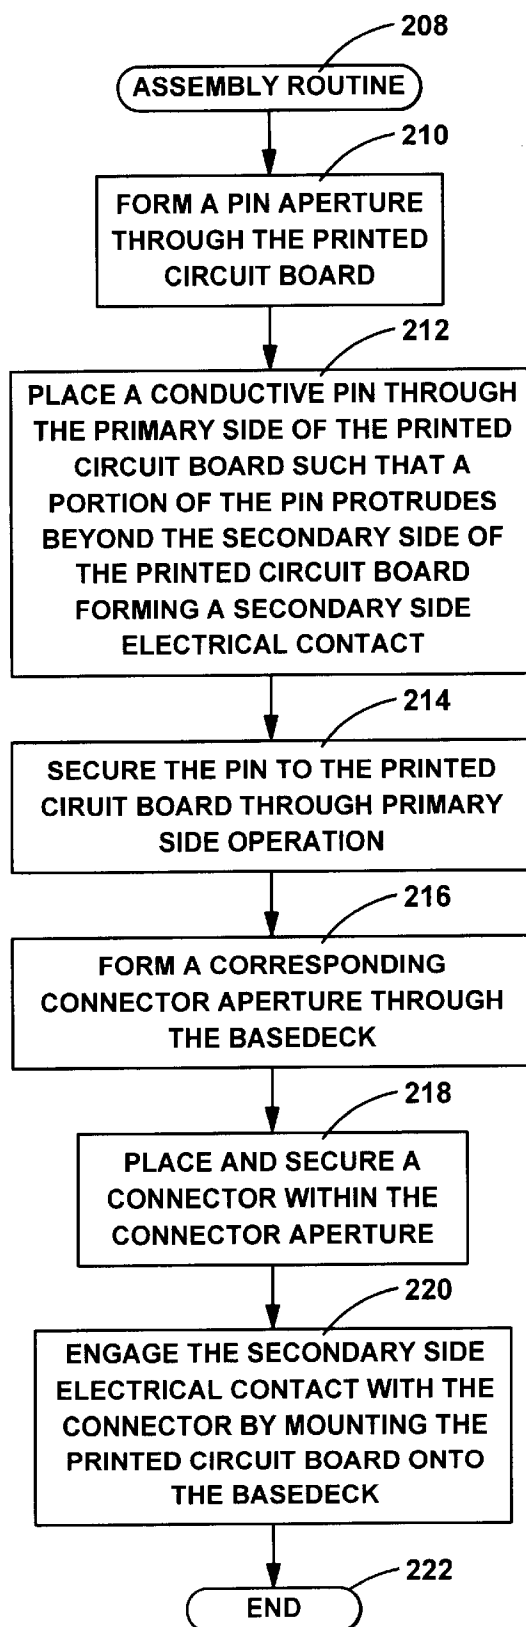 208
ASSEMBLY ROUTINE
210
FORM A PIN APERTURE
THROUGH THE PRINTED
CIRCUIT BOARD
212
PLACE A CONDUCTIVE PIN THROUGH
THE PRIMARY SIDE OF THE PRINTED
CIRCUIT BOARD SUCH THAT A
PORTION OF THE PIN PROTRUDES
BEYOND THE SECONDARY SIDE OF
THE PRINTED CIRCUIT BOARD
FORMING A SECONDARY SIDE
ELECTRICAL CONTACT
214
SECURE THE PIN TO THE PRINTED
CIRUIT BOARD THROUGH PRIMARY
SIDE OPERATION
216
FORM A CORRESPONDING
CONNECTOR APERTURE THROUGH
THE BASEDECK
218
PLACE AND SECURE A
CONNECTOR WITHIN THE
CONNECTOR APERTURE
220
ENGAGE THE SECONDARY SIDE
ELECTRICAL CONTACT WITH THE
CONNECTOR BY MOUNTING THE
PRINTED CIRCUIT BOARD ONTO
THE BASEDECK
222
END